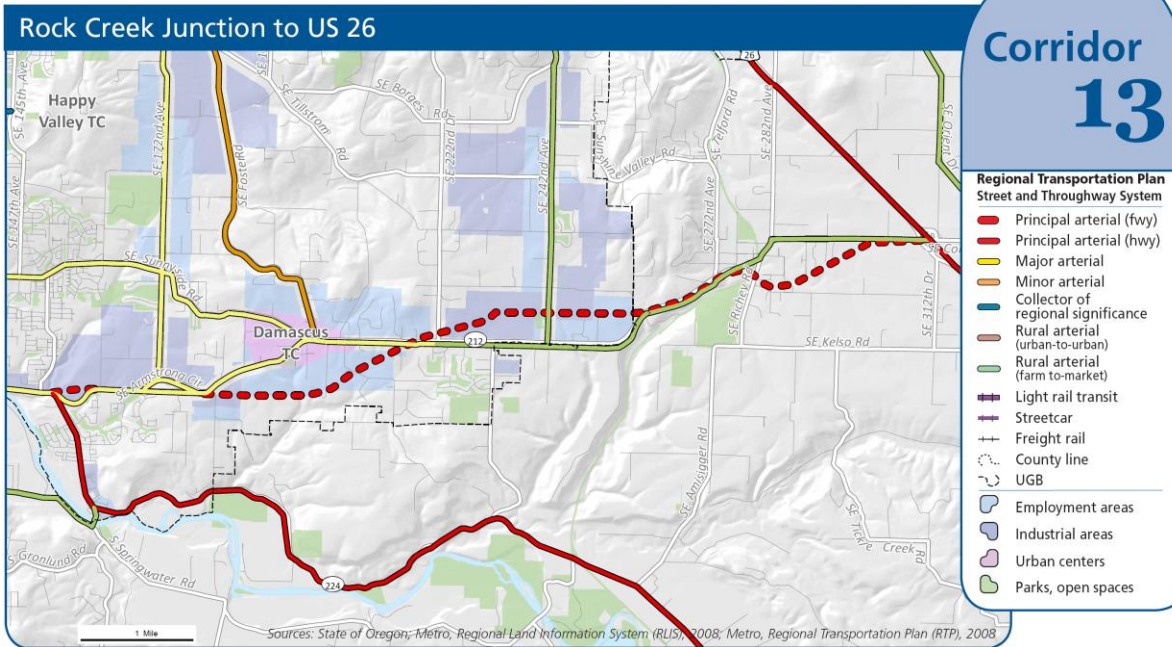 Rock Creek Junction to US 26
Corridor
13
Regional Transportation Plan
Street and Throughway System
Principal arterial (fwy)
Principal arterial (hwy)
Major arterial
Minor arterial
Collector of
regional significance
Rural arterial
(urban-to-urban)
Rural arterial
(farm to-market)
Light rail transit
Streetcar
Freight rail
County line
UGB
Employment areas
Industrial areas
Urban centers
Parks, open spaces
Happy
Valley TC
SE 145th Ave
SE 147th Ave
SE 172nd Ave
SE Foster Rd
SE Tillstrom
Rd
SE Borges
Rd
SE 222nd Dr
SE 242nd Ave
SE Telford Rd
SE 282nd Ave
26
SE Orient Dr
SE 272nd Ave
SE Sunnyside Rd
Damascus
TC
212
SE Richey Rd
SE 312th Dr
SE Kelso Rd
SE Armstrong Cir
SE Amisigger Rd
SE Tickle
Creek
Rd
S Gronlund Rd
S Springwater Rd
224
1 Mile
Sources: State of Oregon, Metro, Regional Land Information System (RLIS), 2008; Metro, Regional Transportation Plan (RTP), 2008